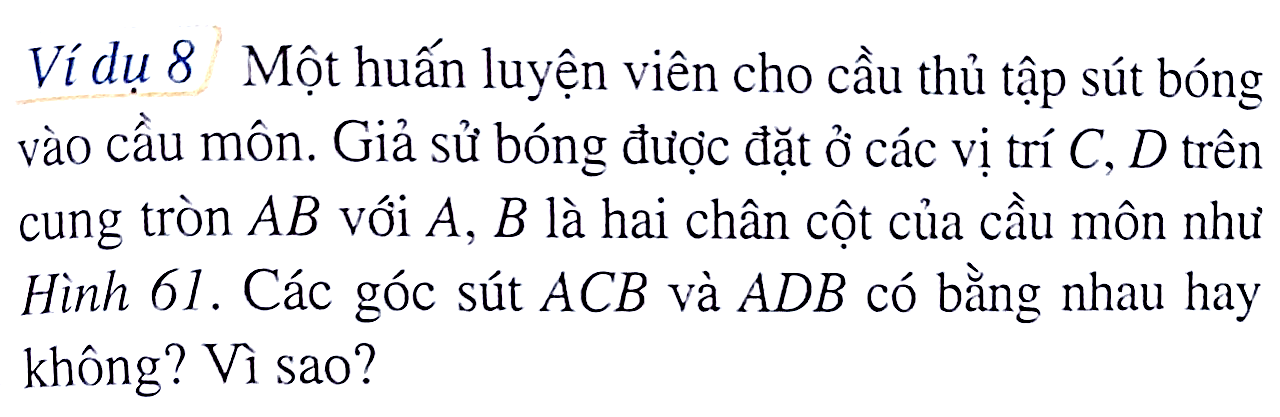 Ví dụ 8 Một huấn luyện viên cho cầu thủ tập sút bóng
vào cầu môn. Giả sử bóng được đặt ở các vị trí C, D trên
cung tròn AB với A, B là hai chân cột của cầu môn như
Hình 61. Các góc sút ACB và ADB có bằng nhau hay
không? Vì sao?